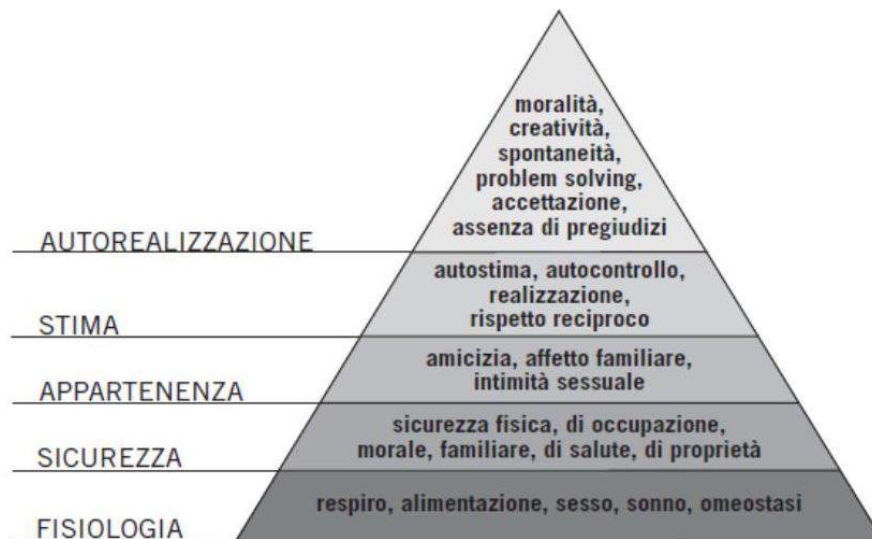 moralità,
creatività,
spontaneità,
problem solving,
accettazione,
assenza di pregiudizi
AUTOREALIZZAZIONE
autostima, autocontrollo,
realizzazione,
rispetto reciproco
STIMA
amicizia, affetto familiare,
intimità sessuale
APPARTENENZA
sicurezza fisica, di occupazione,
morale, familiare, di salute, di proprietà
SICUREZZA
respiro, alimentazione, sesso, sonno, omeostasi
FISIOLOGIA